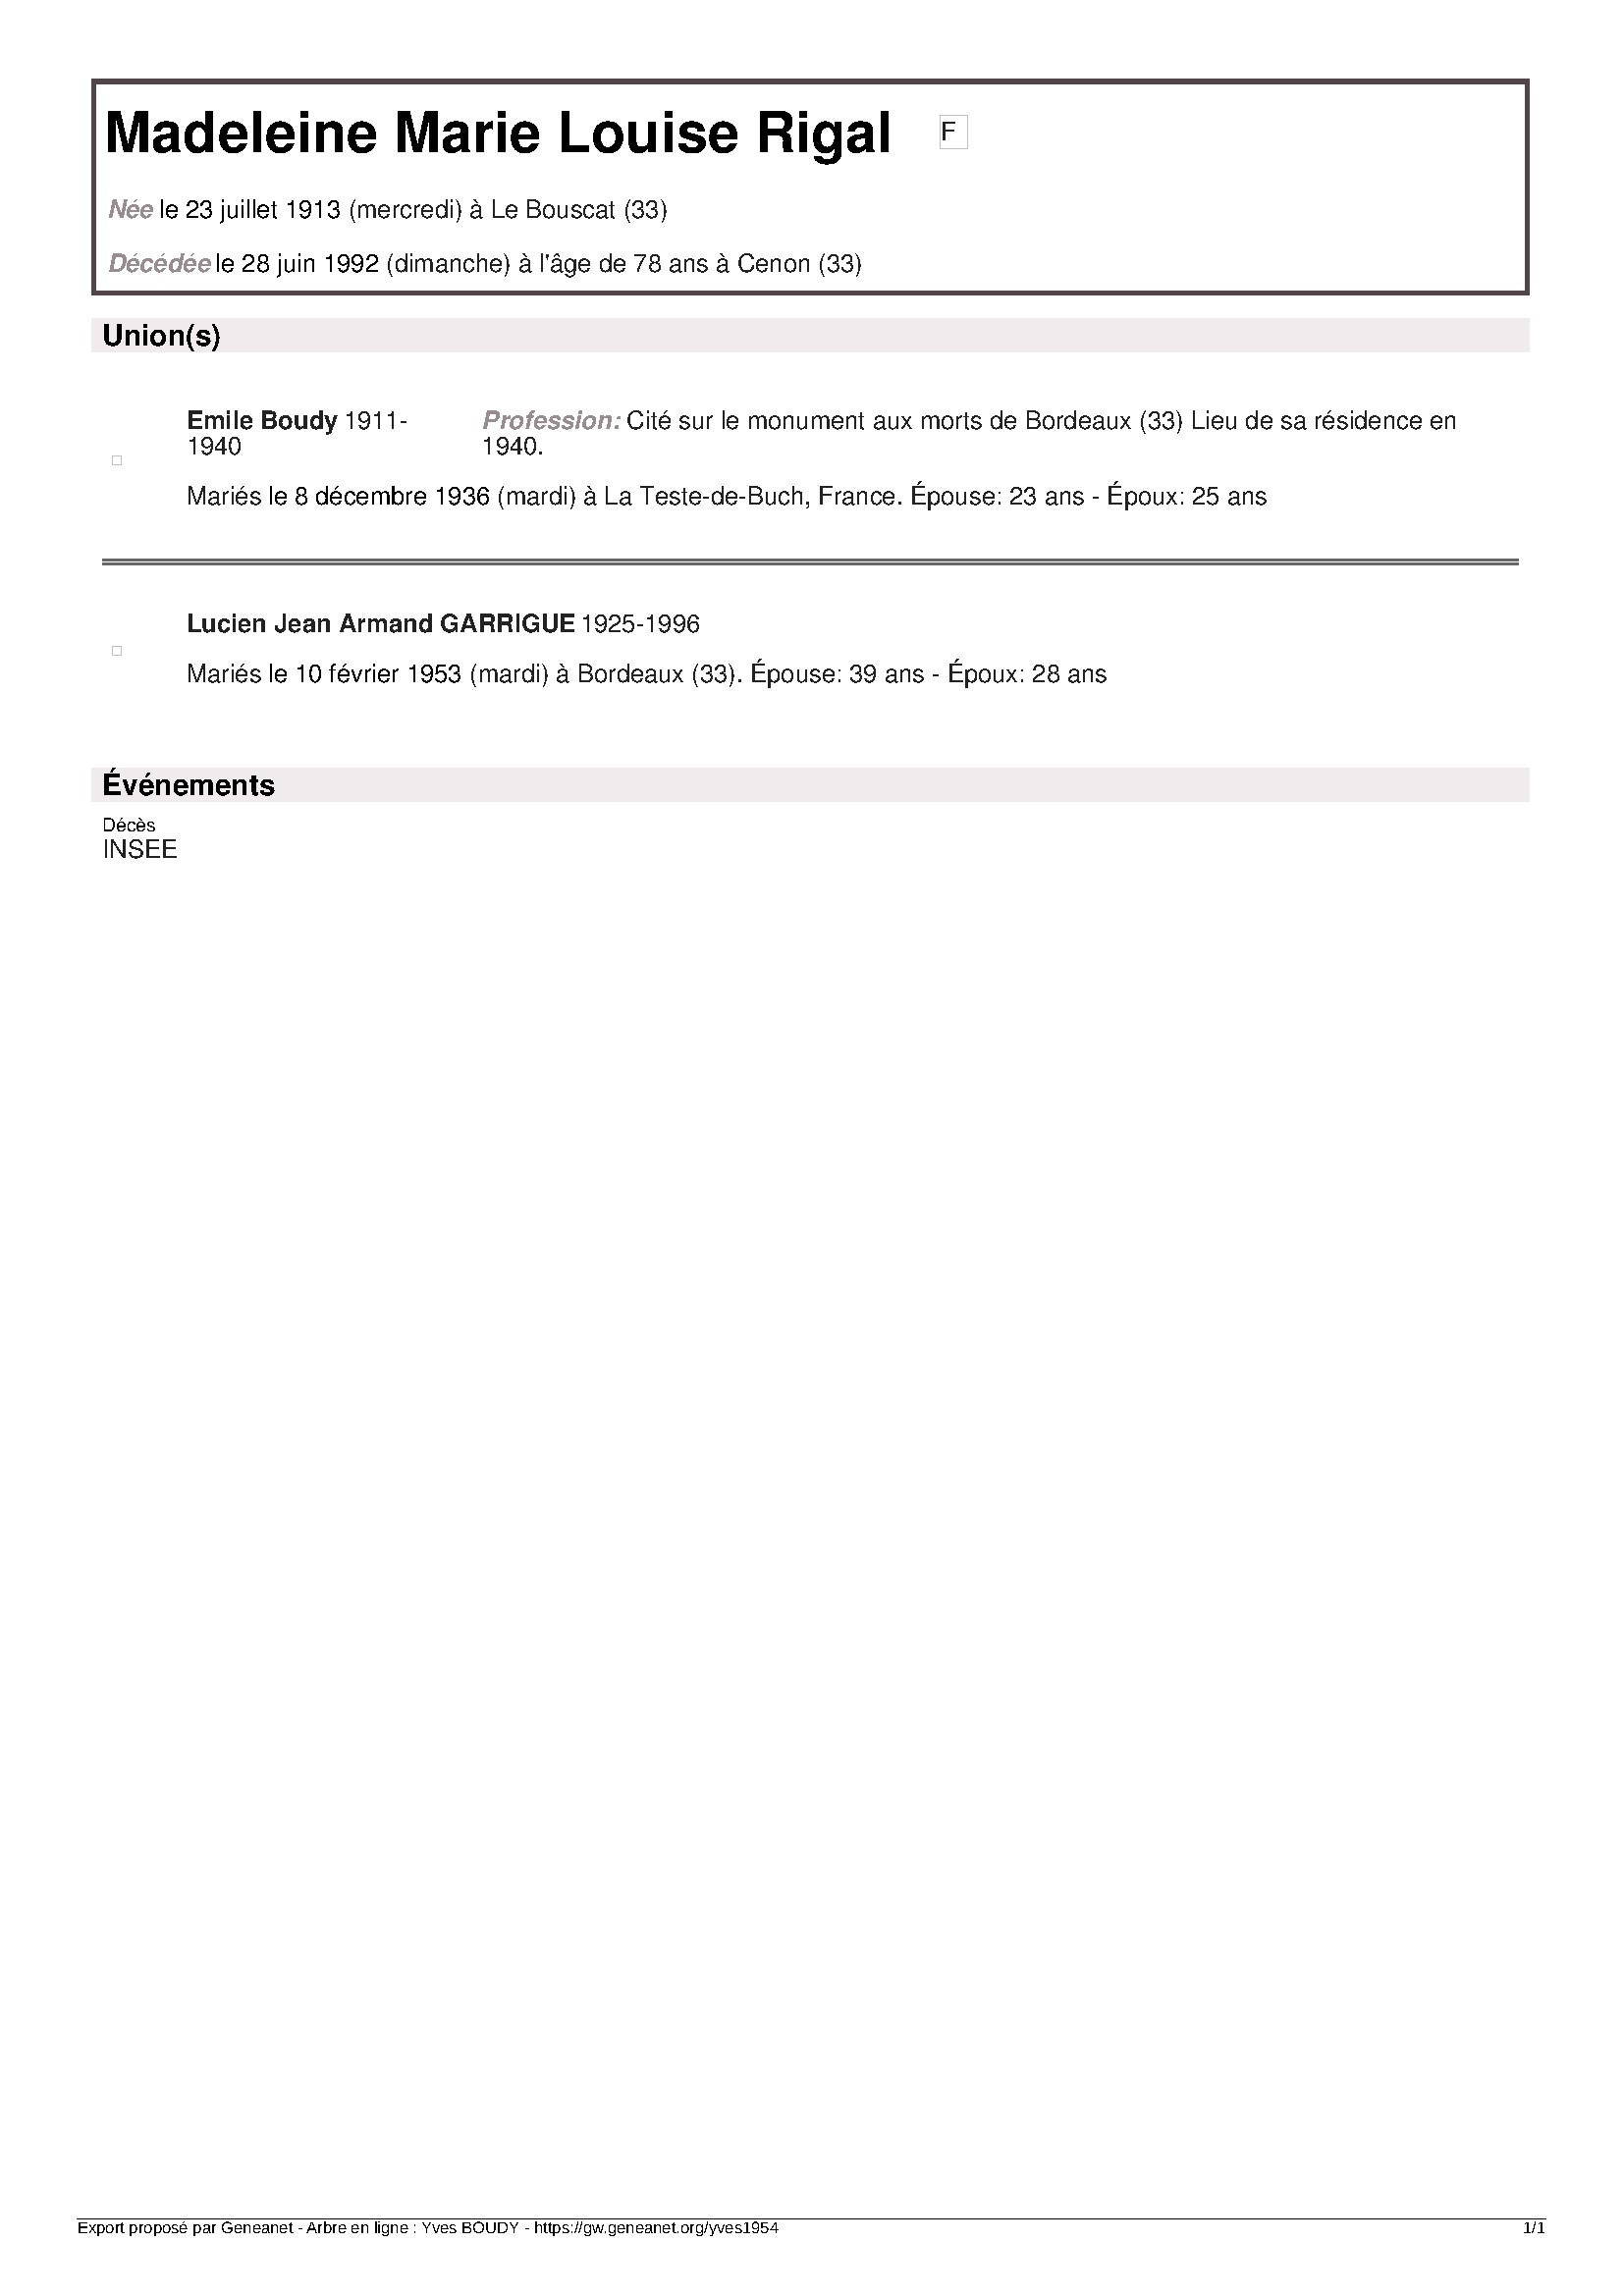 Madeleine Marie Louise Rigal F
Née le 23 juillet 1913 (mercredi) à Le Bouscat (33)
Décédée le 28 juin 1992 (dimanche) à l'âge de 78 ans à Cenon (33)
Union(s)
Emile Boudy 1911-
1940
Profession: Cité sur le monument aux morts de Bordeaux (33) Lieu de sa résidence en
1940.
Mariés le 8 décembre 1936 (mardi) à La Teste-de-Buch, France. Épouse: 23 ans - Époux: 25 ans
Lucien Jean Armand GARRIGUE 1925-1996
Mariés le 10 février 1953 (mardi) à Bordeaux (33). Épouse: 39 ans - Époux: 28 ans
Événements
Décès
INSEE
Export proposé par Geneanet - Arbre en ligne : Yves BOUDY - https://gw.geneanet.org/yves1954 1/1